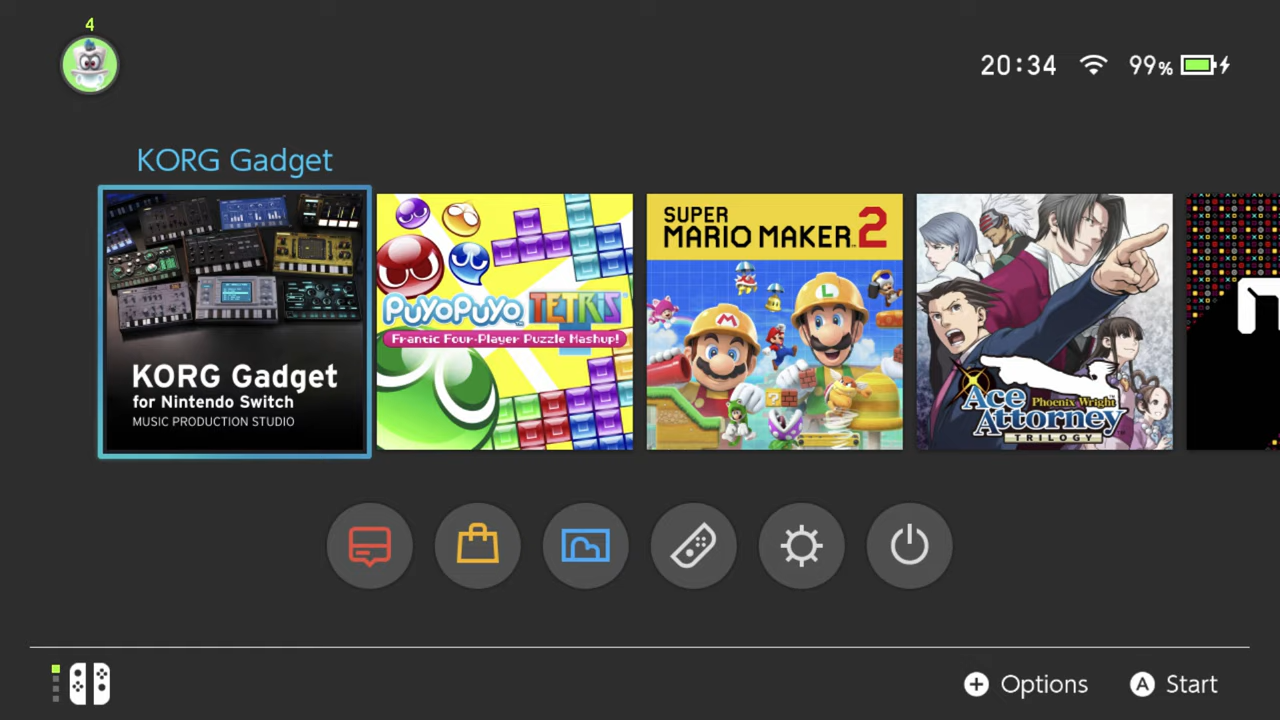 4
20:34
99%
KORG Gadget
KORG Gadget
for Nintendo Switch
MUSIC PRODUCTION STUDIO
PuyoPuyo TETRIS
Frantic Four-Player Puzzle Mashup!
SUPER
MARIO MAKER 2
M
L
Phoenix Wright
Ace
Attorney
TRILOGY
Options
A Start